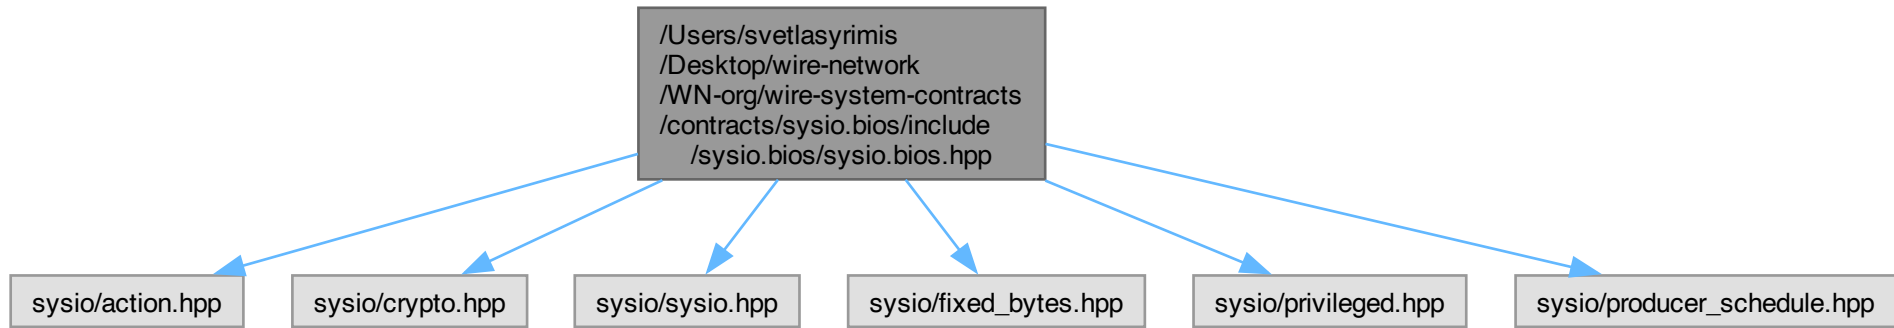 /Users/svetlasyrimis
/Desktop/wire-network
/WN-org/wire-system-contracts
/contracts/sysio.bios/include
/sysio.bios/sysio.bios.hpp
sysio/action.hpp
sysio/crypto.hpp
sysio/sysio.hpp
sysio/fixed_bytes.hpp
sysio/privileged.hpp
sysio/producer_schedule.hpp